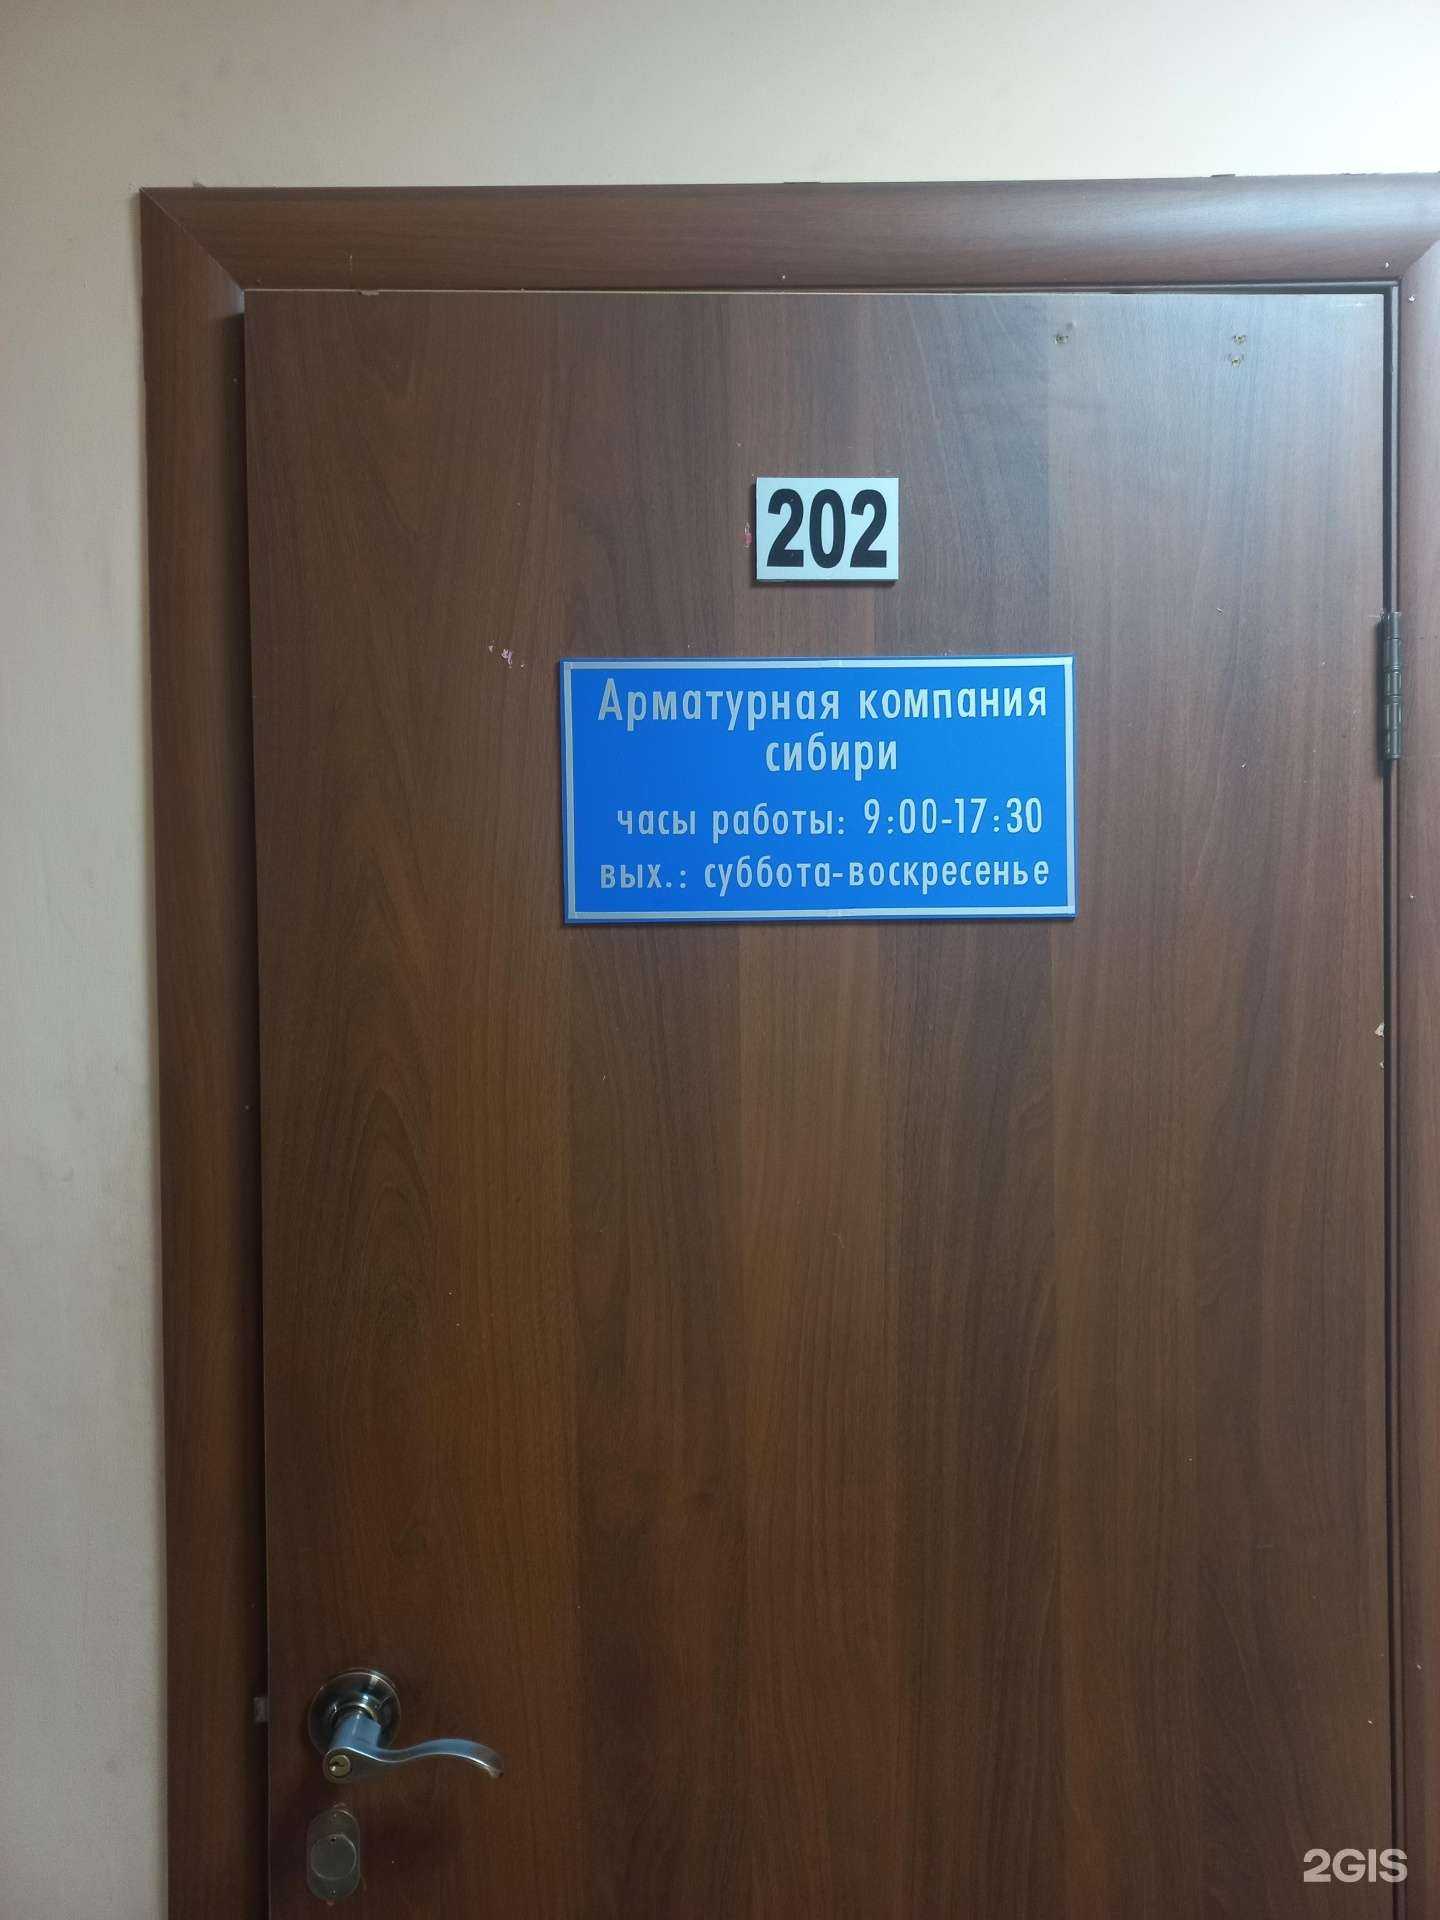 202
Арматурная компания
сибири
часы работы: 9:00-17:30
вых.: суббота-воскресенье
2GIS